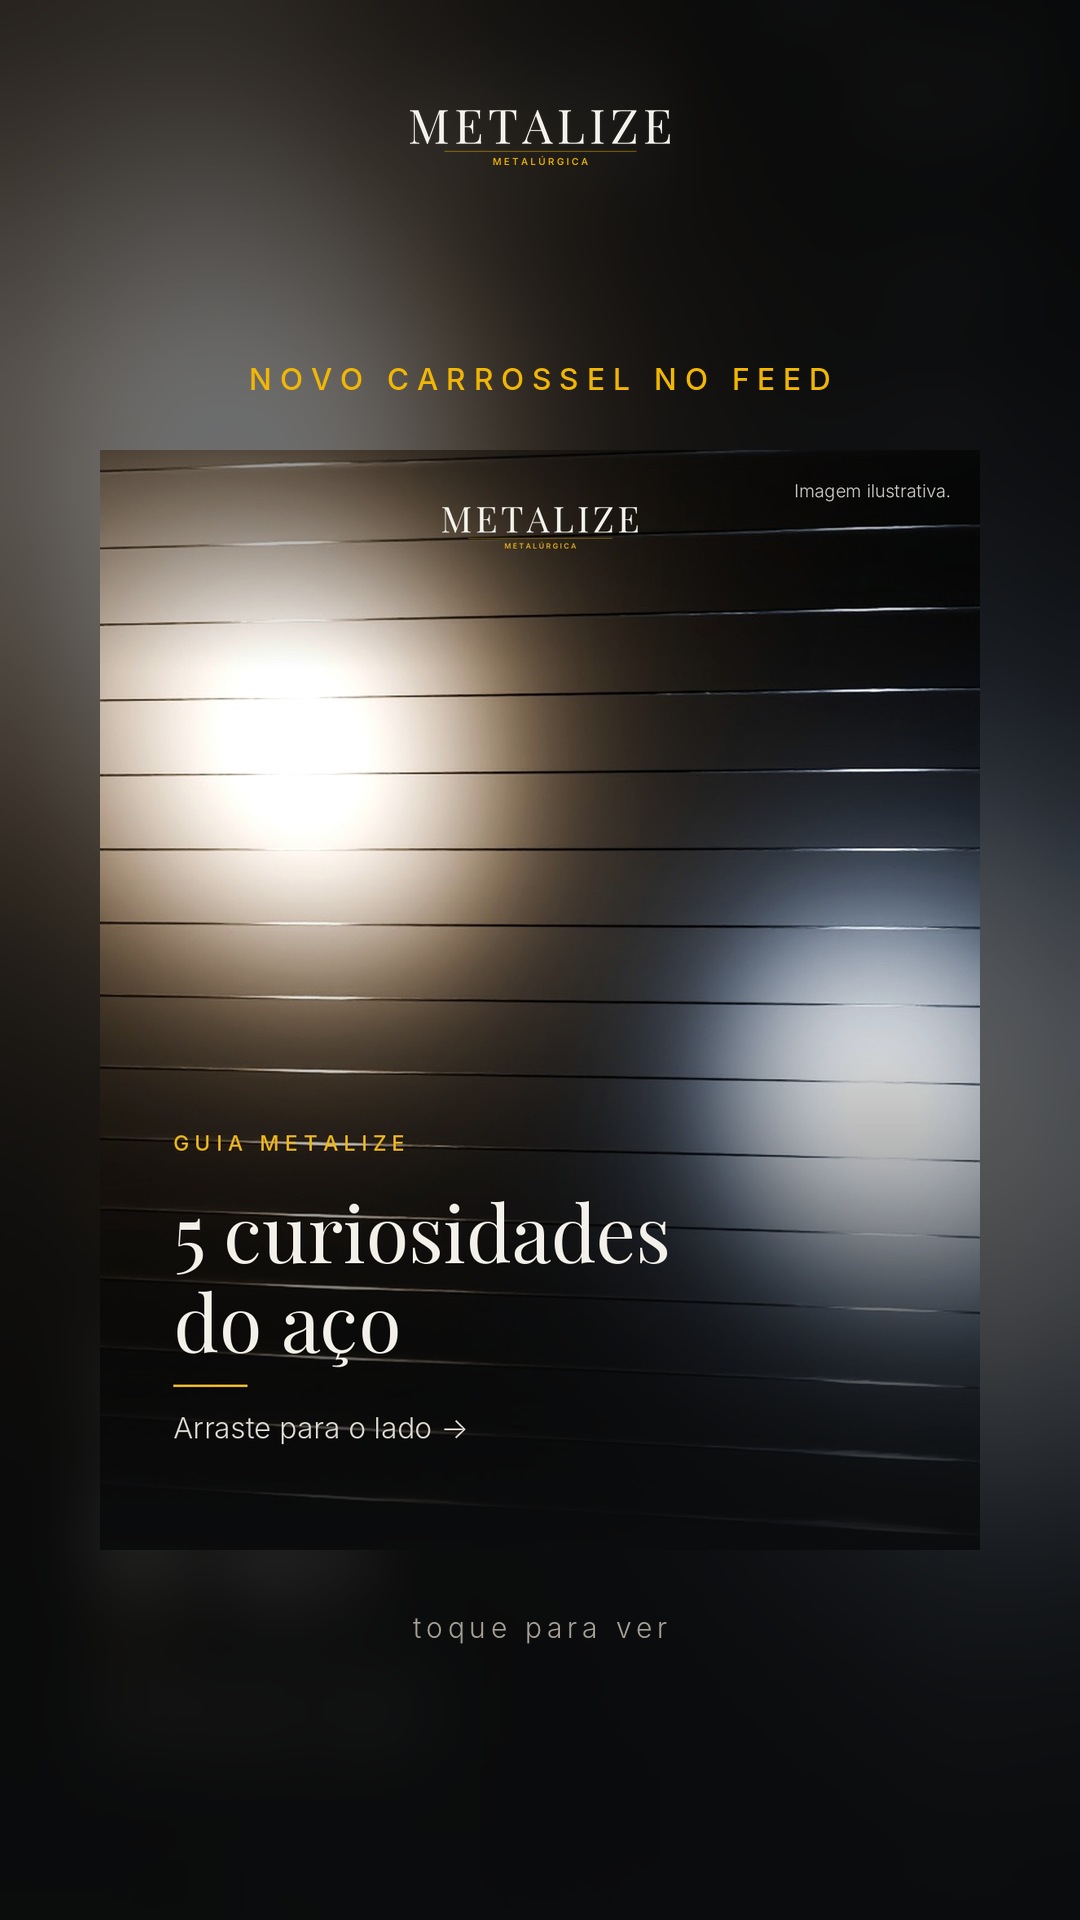 METALIZE
METALÚRGICA
NOVO CARROSSEL NO FEED
Imagem ilustrativa.
METALIZE
METALÚRGICA
GUIA METALIZE
5 curiosidades
do aço
Arraste para o lado →
toque para ver